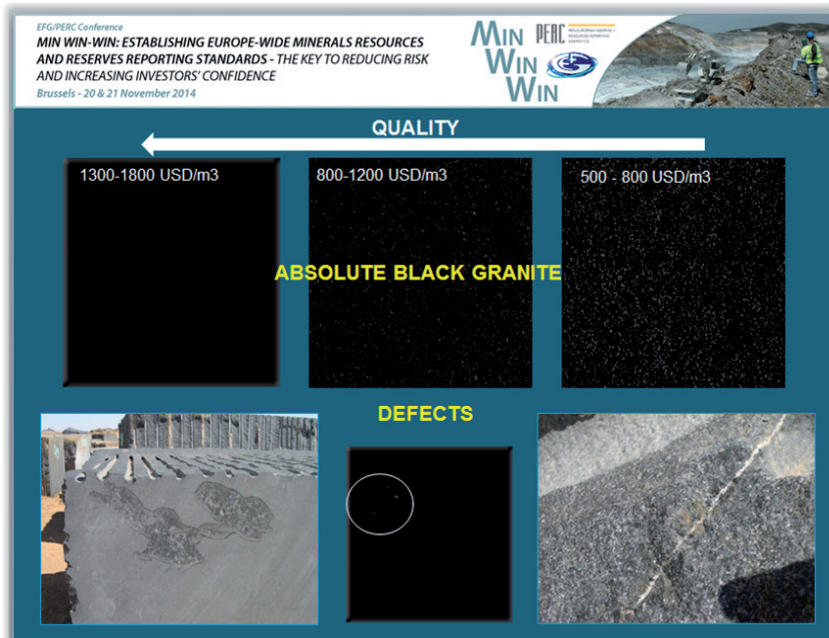 EFG/PERC Conference
MIN WIN-WIN: ESTABLISHING EUROPE-WIDE MINERALS RESOURCES
AND RESERVES REPORTING STANDARDS - THE KEY TO REDUCING RISK
AND INCREASING INVESTORS' CONFIDENCE
Brussels - 20 & 21 November 2014
MIN
WIN
WIN
PERC
QUALITY
1300-1800 USD/m3
800-1200 USD/m3
500 - 800 USD/m3
ABSOLUTE BLACK GRANITE
DEFECTS